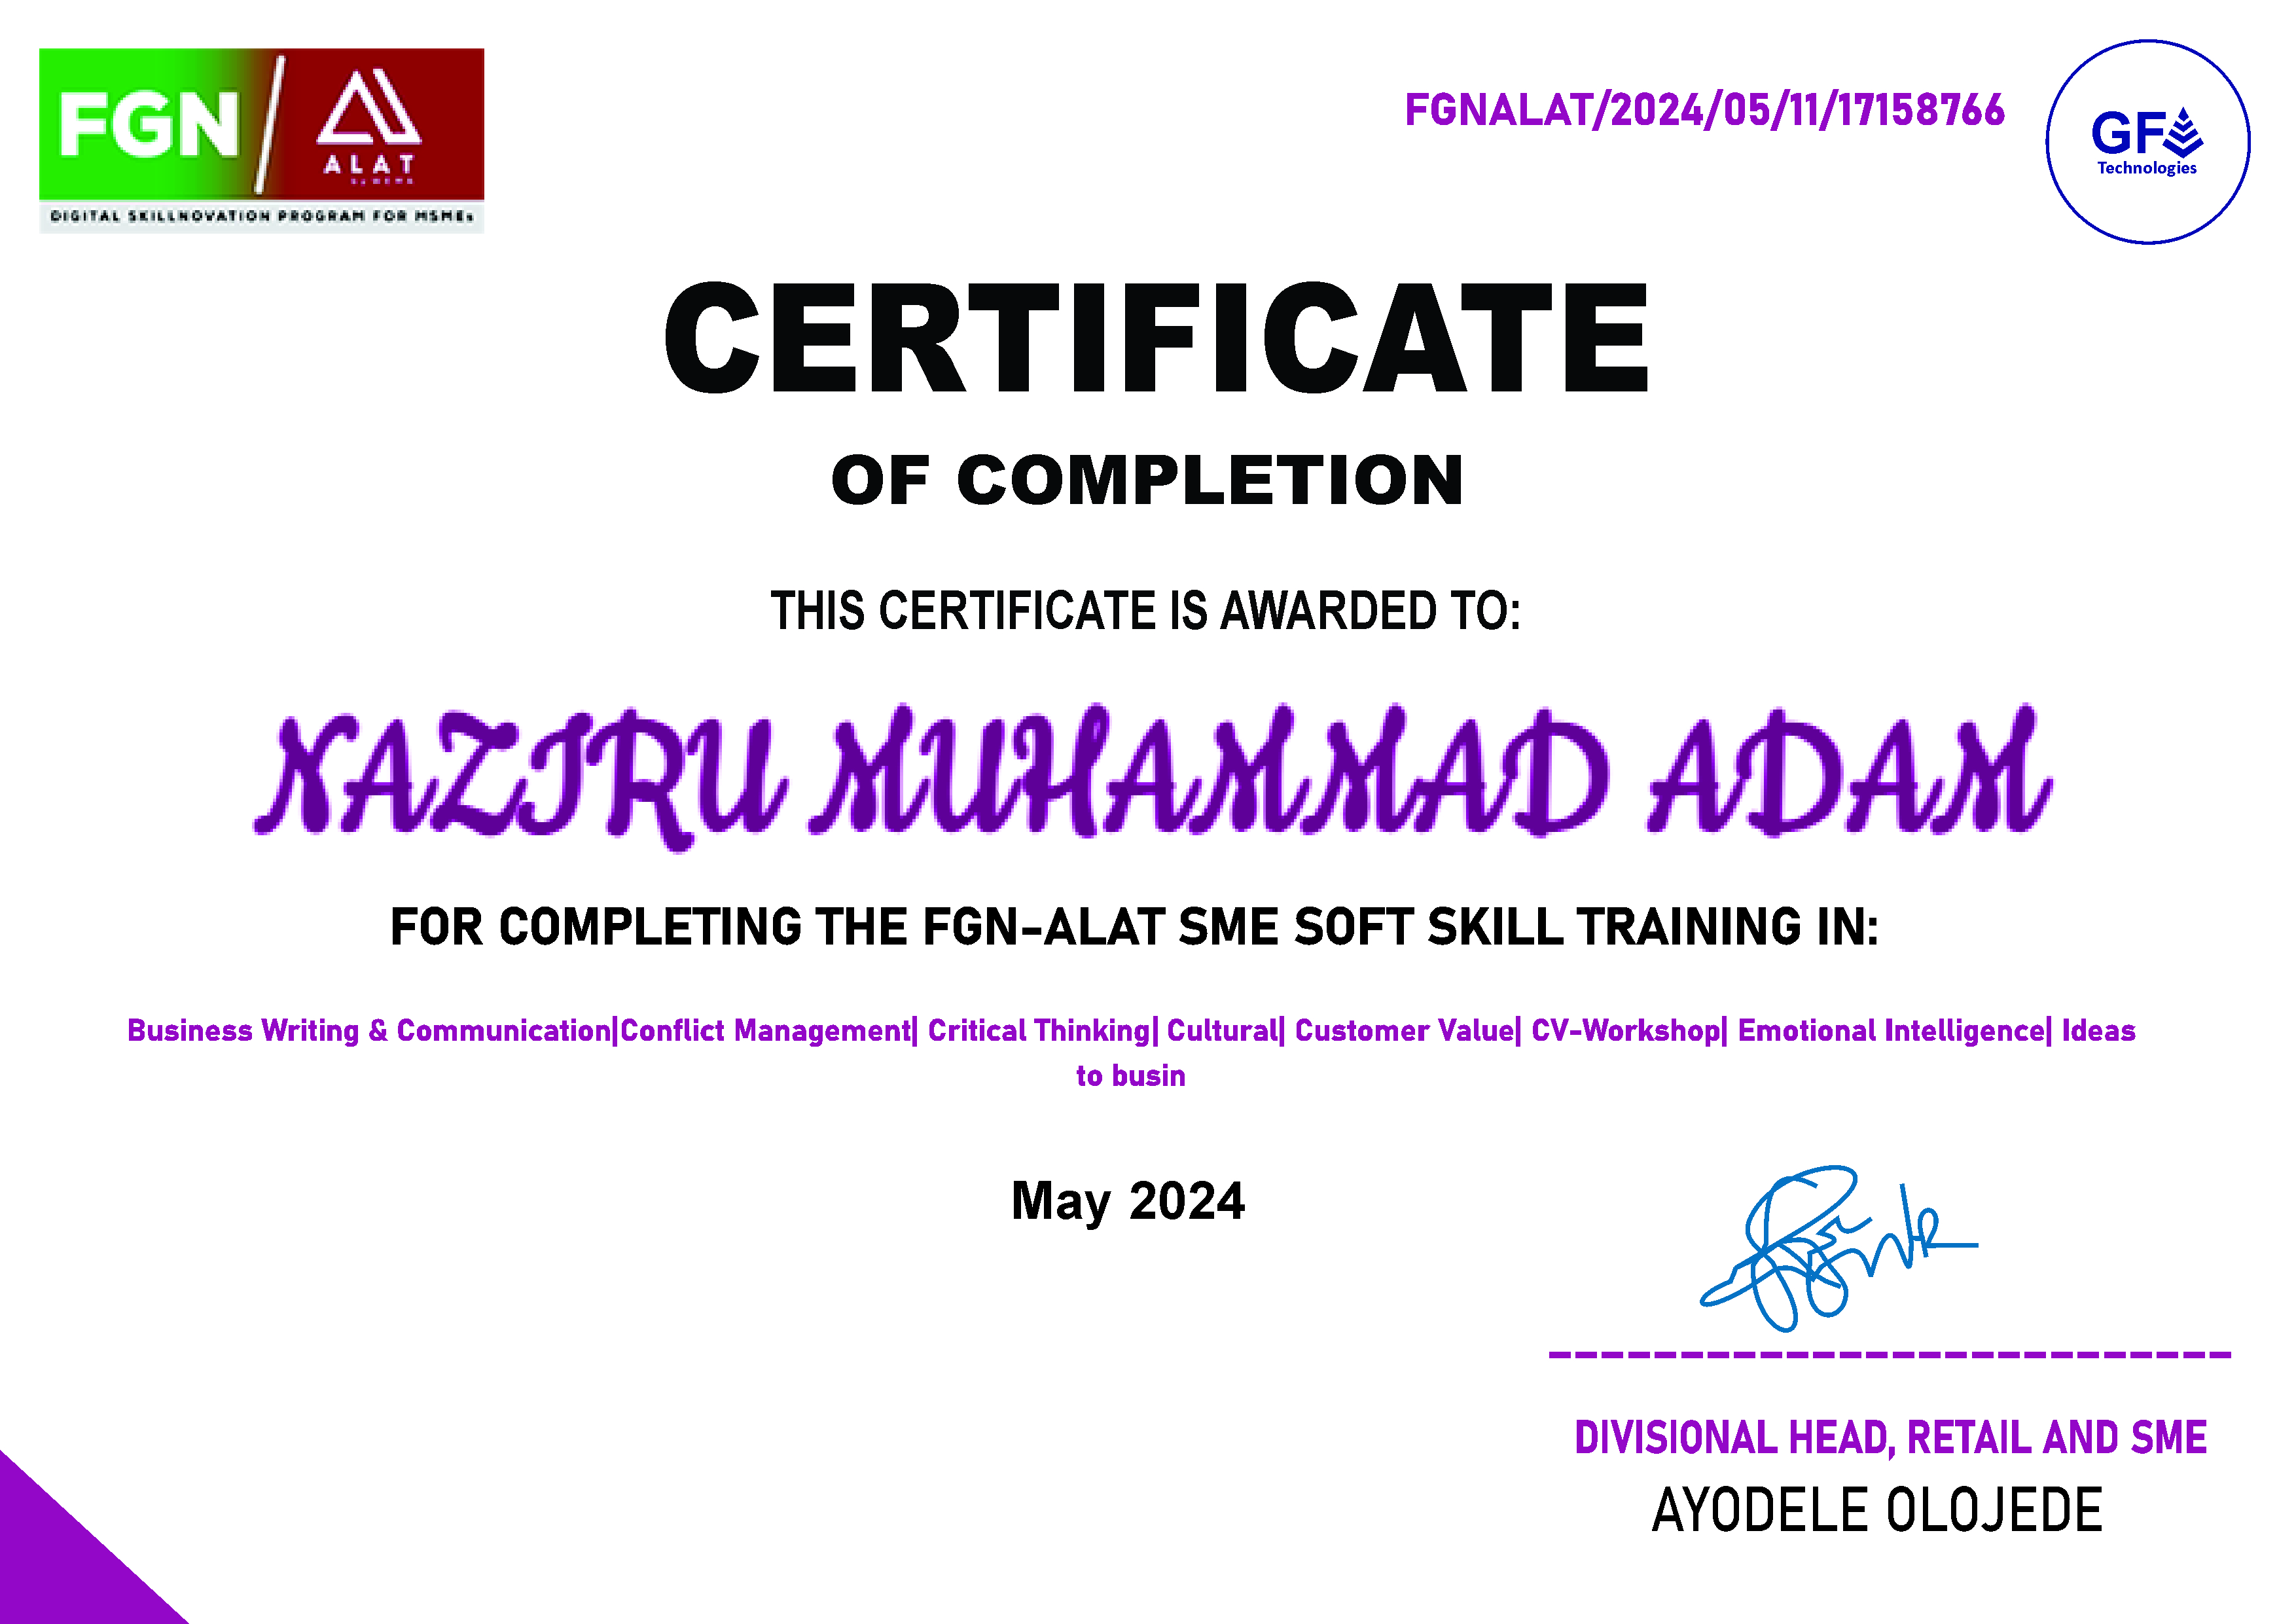 FGN
ALAT
DIGITAL SKILLNOVATION PROGRAM FOR MSMEs
FGNALAT/2024/05/11/17158766
GF
Technologies
CERTIFICATE
OF COMPLETION
THIS CERTIFICATE IS AWARDED TO:
NAZIRU MUHAMMAD ADAM
FOR COMPLETING THE FGN-ALAT SME SOFT SKILL TRAINING IN:
Business Writing & Communication|Conflict Management| Critical Thinking| Cultural| Customer Value| CV-Workshop| Emotional Intelligence| Ideas
to busin
May 2024
DIVISIONAL HEAD, RETAIL AND SME
AYODELE OLOJEDE